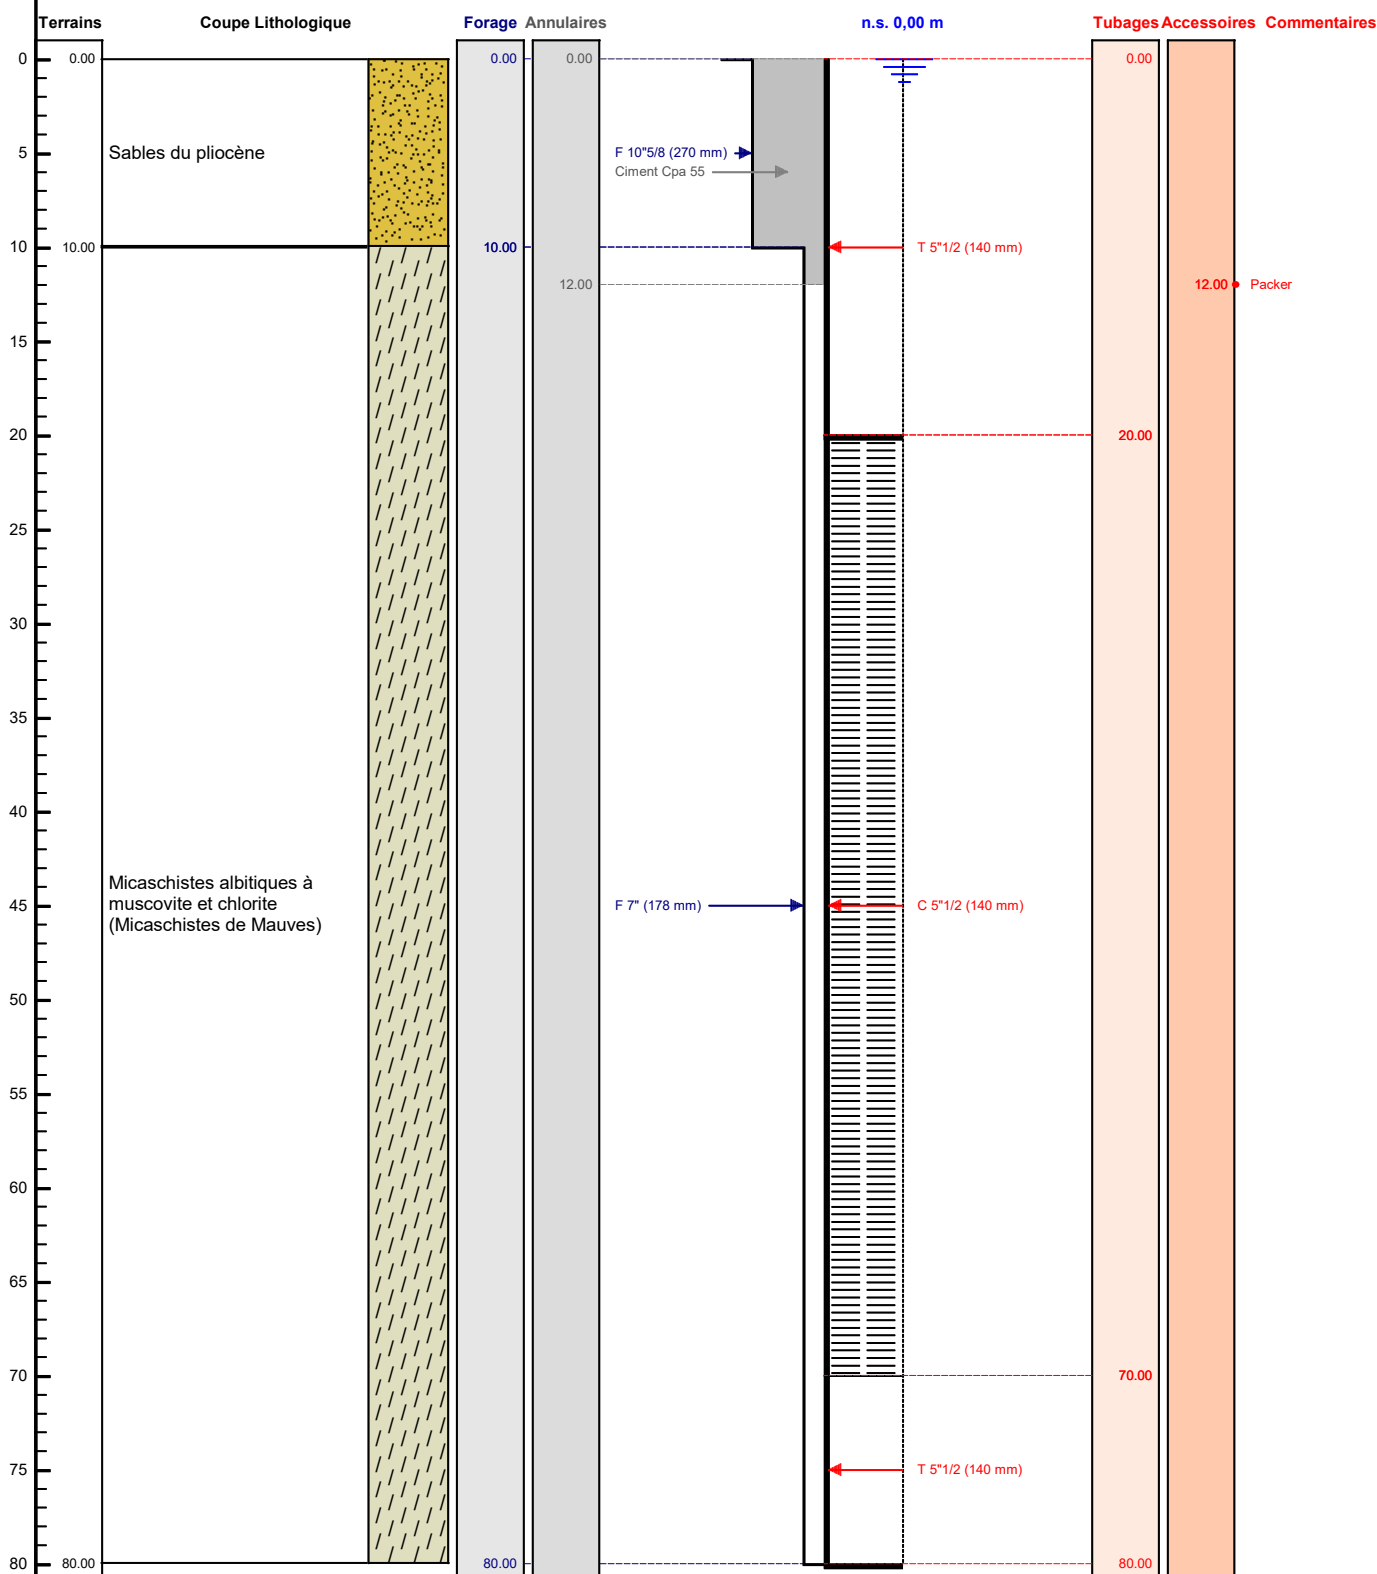 Terrains Coupe Lithologique Forage Annulaires n.s. 0,00 m Tubages Accessoires Commentaires
0 0.00 0.00 0.00 0.00
5 Sables du pliocène F 10"5/8 (270 mm)
Ciment Cpa 55
10 10.00 10.00 T 5"1/2 (140 mm)
12.00 12.00 Packer
15
20 20.00
25
30
35
40
Micaschistes albitiques à
muscovite et chlorite
45 F 7" (178 mm) C 5"1/2 (140 mm)
(Micaschistes de Mauves)
50
55
60
65
70 70.00
75 T 5"1/2 (140 mm)
80 80.00 80.00 80.00